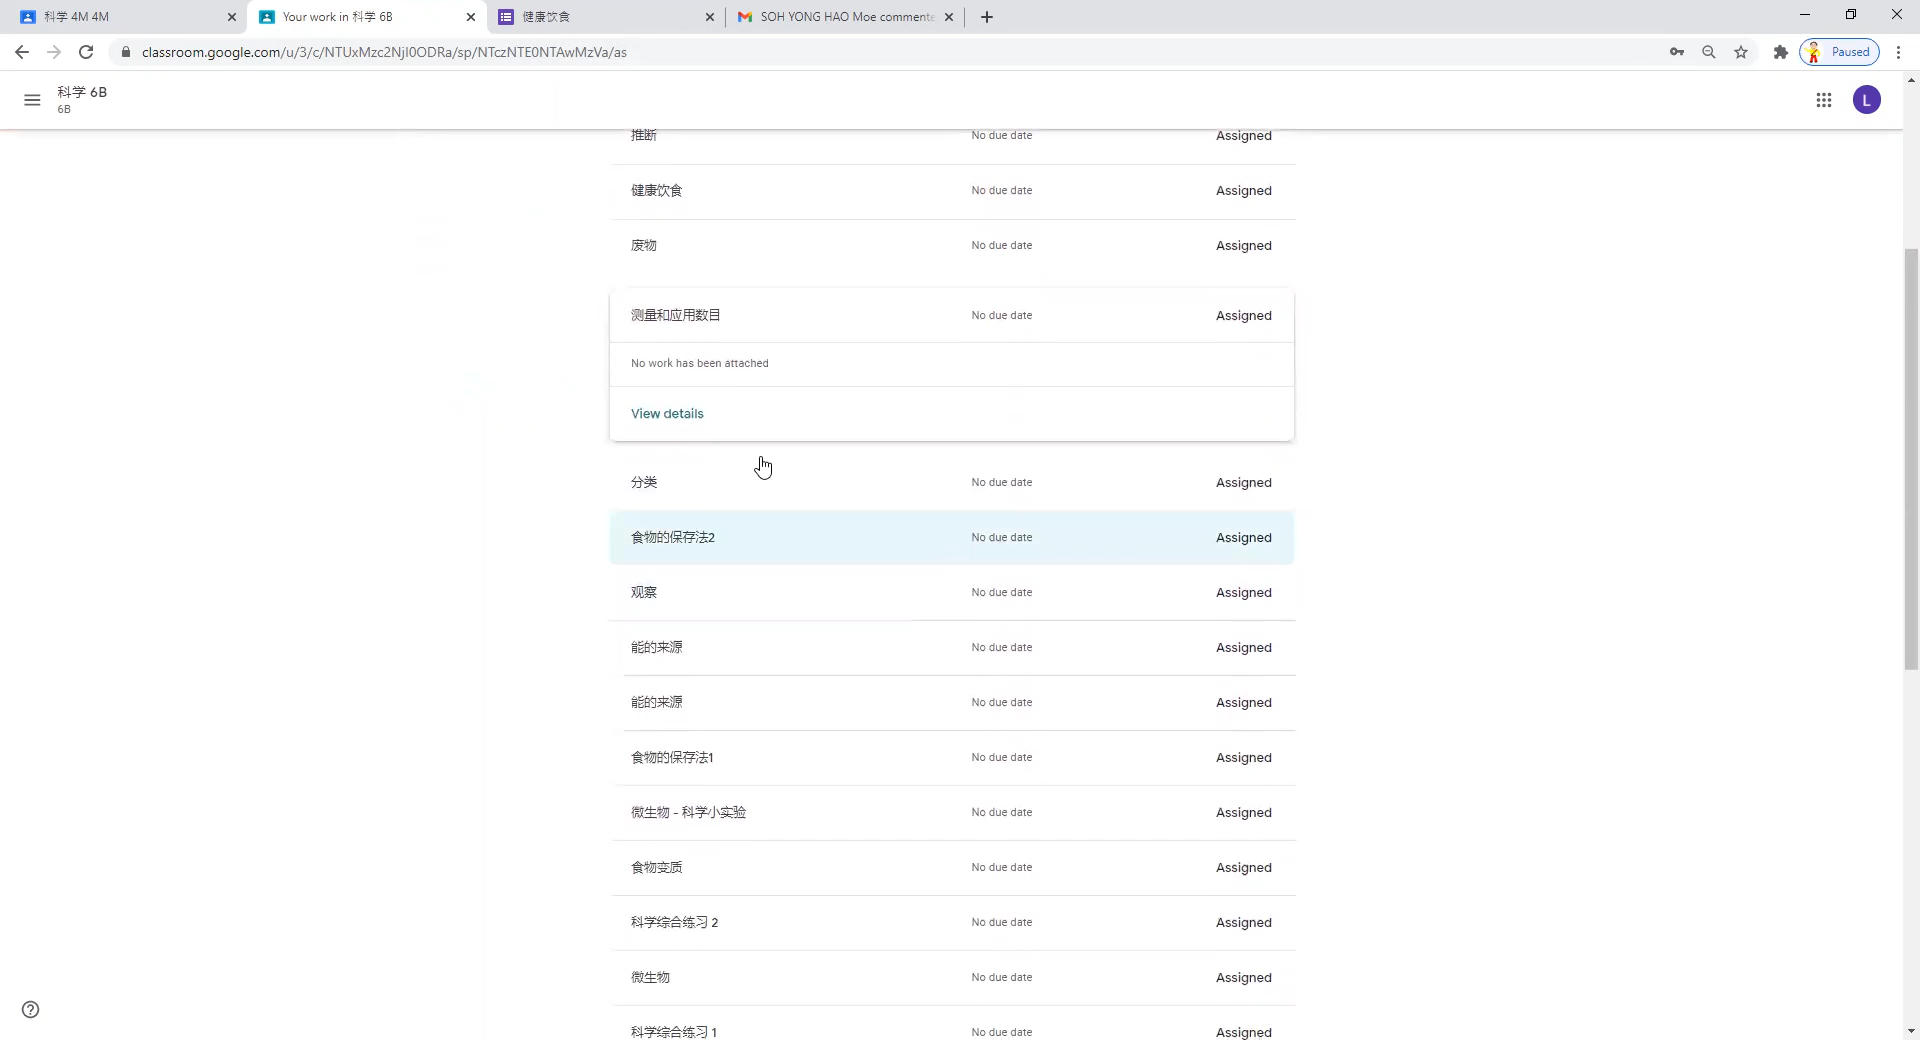 科学 4M 4M
Your work in 科学 6B
健康饮食
SOH YONG HAO Moe commente
classroom.google.com/u/3/c/NTUxMzc2NjI0ODRa/sp/NTczNTE0NTAwMzVa/as
Paused
科学 6B
6B
L
推断 No due date Assigned
健康饮食 No due date Assigned
废物 No due date Assigned
测量和应用数目 No due date Assigned
No work has been attached
View details
分类 No due date Assigned
食物的保存法2 No due date Assigned
观察 No due date Assigned
能的来源 No due date Assigned
能的来源 No due date Assigned
食物的保存法1 No due date Assigned
微生物 - 科学小实验 No due date Assigned
食物变质 No due date Assigned
科学综合练习 2 No due date Assigned
微生物 No due date Assigned
科学综合练习 1 No due date Assigned